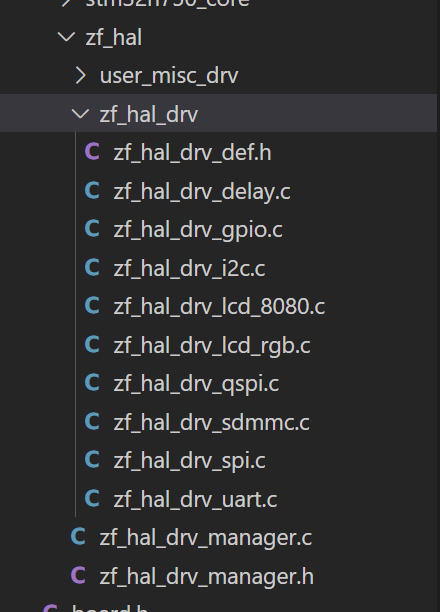 stm32h750_core
zf_hal
user_misc_drv
zf_hal_drv
C zf_hal_drv_def.h
C zf_hal_drv_delay.c
C zf_hal_drv_gpio.c
C zf_hal_drv_i2c.c
C zf_hal_drv_lcd_8080.c
C zf_hal_drv_lcd_rgb.c
C zf_hal_drv_qspi.c
C zf_hal_drv_sdmmc.c
C zf_hal_drv_spi.c
C zf_hal_drv_uart.c
C zf_hal_drv_manager.c
C zf_hal_drv_manager.h
C board.h